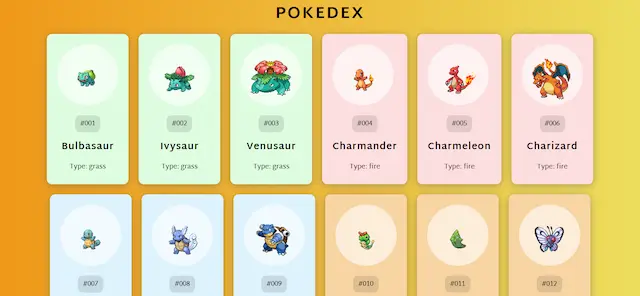 POKEDEX
#001 #002 #003 #004 #005 #006
Bulbasaur Ivysaur Venusaur Charmander Charmeleon Charizard
Type: grass Type: grass Type: grass Type: fire Type: fire Type: fire
#007 #008 #009 #010 #011 #012